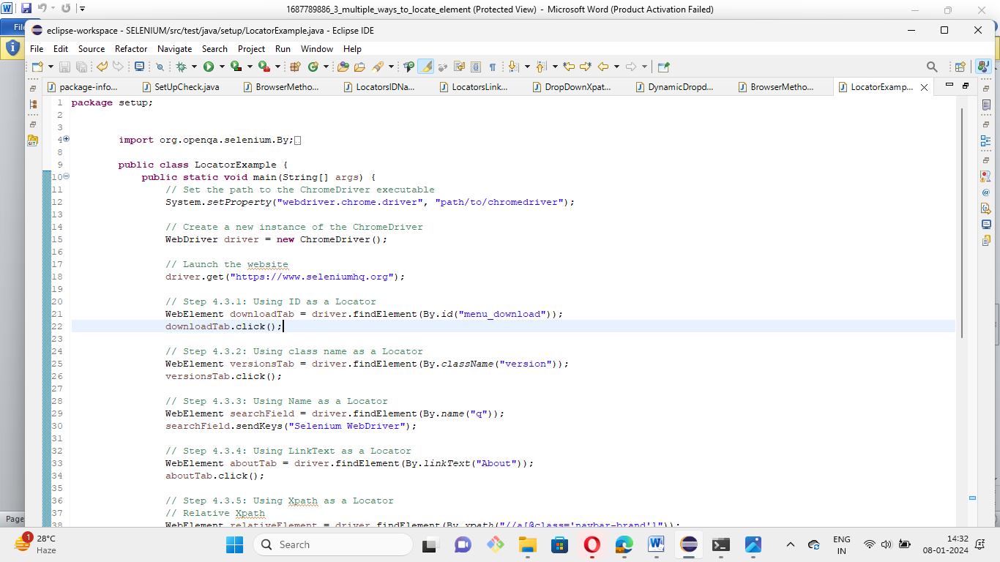 1687789886_3_multiple_ways_to_locate_element (Protected View) - Microsoft Word (Product Activation Failed)
eclipse-workspace - SELENIUM/src/test/java/setup/LocatorExample.java - Eclipse IDE
File Edit Source Refactor Navigate Search Project Run Window Help
package-info... SetUpCheck.java BrowserMetho... LocatorsIDNa... LocatorsLink... DropDownXpat... DynamicDropd... BrowserMetho... LocatorExamp...
1 package setup;
2
3
4 import org.openqa.selenium.By;
8
9 public class LocatorExample {
10 public static void main(String[] args) {
11 // Set the path to the ChromeDriver executable
12 System.setProperty("webdriver.chrome.driver", "path/to/chromedriver");
13
14 // Create a new instance of the ChromeDriver
15 WebDriver driver = new ChromeDriver();
16
17 // Launch the website
18 driver.get("https://www.seleniumhq.org");
19
20 // Step 4.3.1: Using ID as a Locator
21 WebElement downloadTab = driver.findElement(By.id("menu_download"));
22 downloadTab.click();
23
24 // Step 4.3.2: Using class name as a Locator
25 WebElement versionsTab = driver.findElement(By.className("version"));
26 versionsTab.click();
27
28 // Step 4.3.3: Using Name as a Locator
29 WebElement searchField = driver.findElement(By.name("q"));
30 searchField.sendKeys("Selenium WebDriver");
31
32 // Step 4.3.4: Using LinkText as a Locator
33 WebElement aboutTab = driver.findElement(By.linkText("About"));
34 aboutTab.click();
35
36 // Step 4.3.5: Using Xpath as a Locator
37 // Relative Xpath
38 WebElement relativeElement = driver.findElement(By.xpath("//a[@class='navbar-brand']"));
Page
1
28°C
Haze
Search
ENG
IN
14:32
08-01-2024